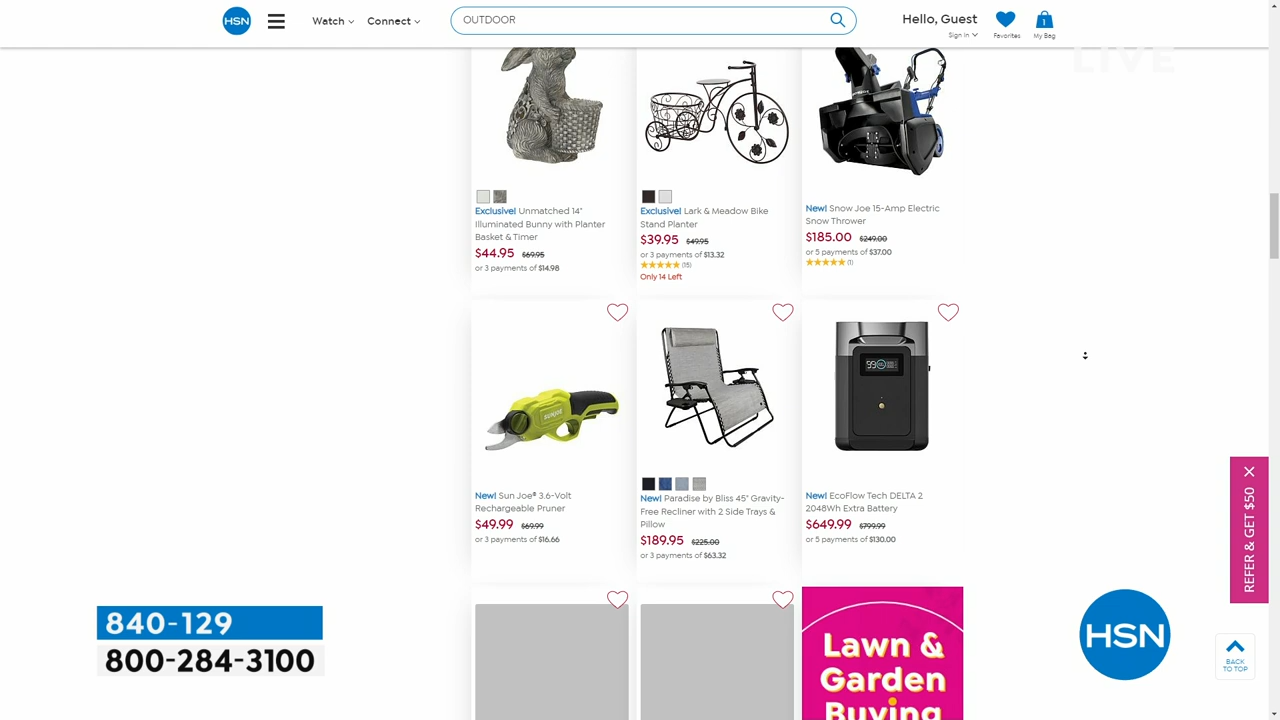 HSN
Watch
Connect
OUTDOOR
Hello, Guest
Sign In
Favorites
1
My Bag
LIVE
Exclusive! Unmatched 14"
Illuminated Bunny with Planter
Basket & Timer
$44.95 $69.95
or 3 payments of $14.98
Exclusive! Lark & Meadow Bike
Stand Planter
$39.95 $49.95
or 3 payments of $13.32
(15)
Only 14 Left
New! Snow Joe 15-Amp Electric
Snow Thrower
$185.00 $249.00
or 5 payments of $37.00
(1)
SUNJOE
New! Sun Joe® 3.6-Volt
Rechargeable Pruner
$49.99 $69.99
or 3 payments of $16.66
New! Paradise by Bliss 45" Gravity-
Free Recliner with 2 Side Trays &
Pillow
$189.95 $225.00
or 3 payments of $63.32
99
New! EcoFlow Tech DELTA 2
2048Wh Extra Battery
$649.99 $799.99
or 5 payments of $130.00
Lawn &
Garden
Buying
REFER & GET $50
840-129
800-284-3100
HSN
BACK
TO TOP